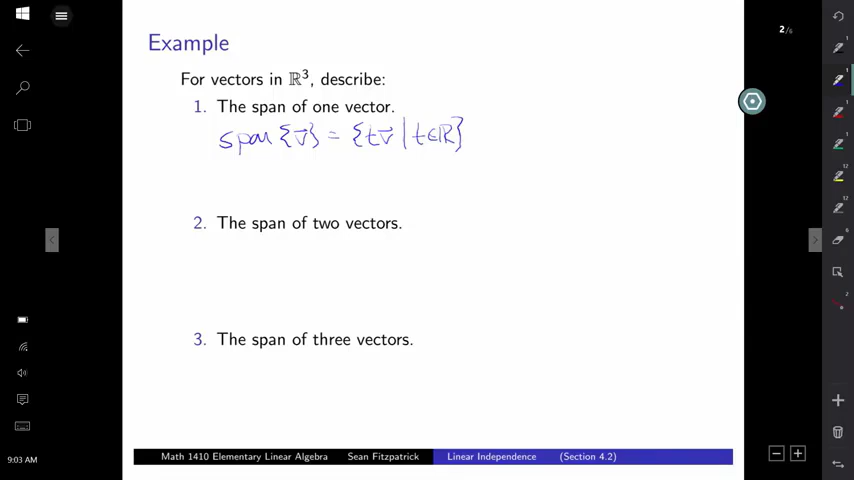 2/6
Example
For vectors in ℝ³, describe:
1. The span of one vector.
span{v⃗} = {tv⃗ | t∈ℝ}
2. The span of two vectors.
3. The span of three vectors.
Math 1410 Elementary Linear Algebra Sean Fitzpatrick Linear Independence (Section 4.2)
9:03 AM